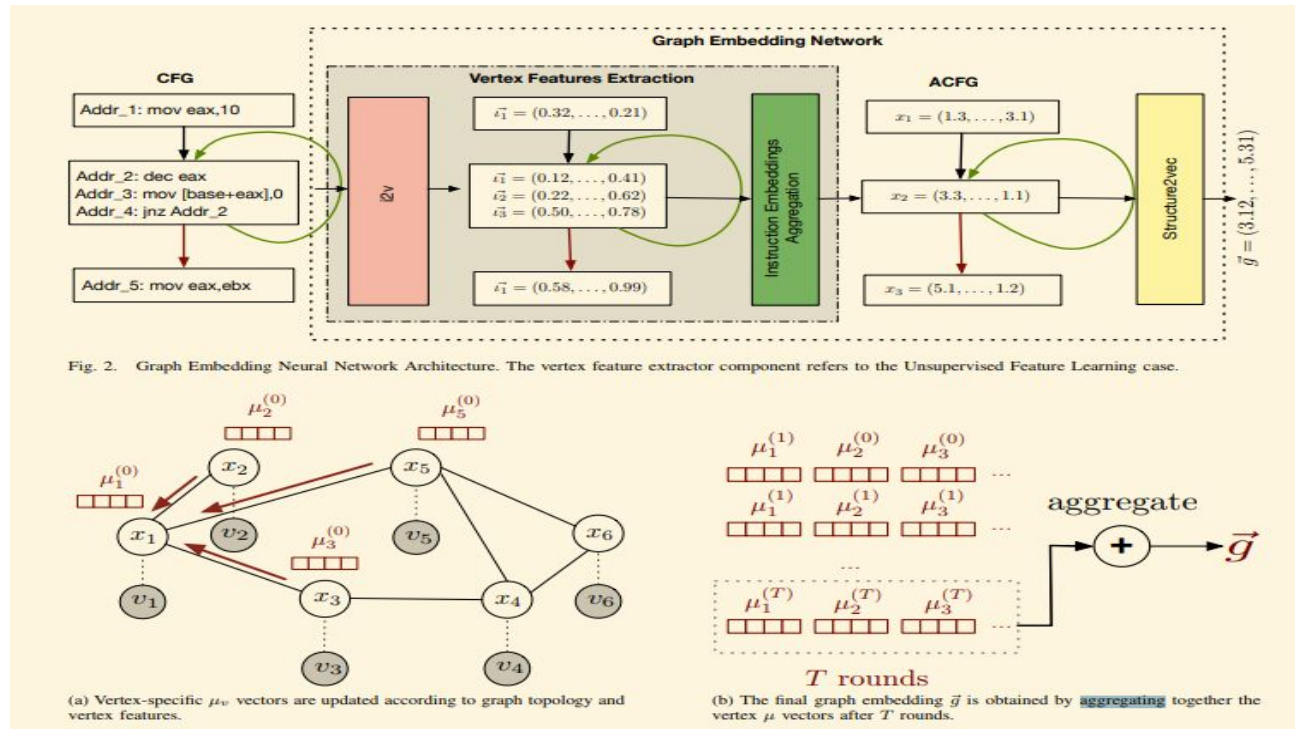 Graph Embedding Network
CFG
Vertex Features Extraction
ACFG
Addr_1: mov eax,10
Addr_2: dec eax
Addr_3: mov [base+eax],0
Addr_4: jnz Addr_2
Addr_5: mov eax,ebx
i2v
ι₁⃗ = (0.32, . . . , 0.21)
ι₁⃗ = (0.12, . . . , 0.41)
ι₂⃗ = (0.22, . . . , 0.62)
ι₃⃗ = (0.50, . . . , 0.78)
ι₁⃗ = (0.58, . . . , 0.99)
Instruction Embeddings
Aggregation
x₁ = (1.3, . . . , 3.1)
x₂ = (3.3, . . . , 1.1)
x₃ = (5.1, . . . , 1.2)
Structure2vec
g⃗ = (3.12, . . . , 5.31)
Fig. 2. Graph Embedding Neural Network Architecture. The vertex feature extractor component refers to the Unsupervised Feature Learning case.
μ₂⁽⁰⁾ μ₅⁽⁰⁾
μ₁⁽⁰⁾ x₂ x₅
x₁ v₂ μ₃⁽⁰⁾ v₅ x₆
v₁ x₃ x₄ v₆
v₃ v₄
(a) Vertex-specific μᵥ vectors are updated according to graph topology and
vertex features.
μ₁⁽¹⁾ μ₂⁽⁰⁾ μ₃⁽⁰⁾ ...
μ₁⁽¹⁾ μ₂⁽¹⁾ μ₃⁽¹⁾ ...
...
μ₁⁽ᵀ⁾ μ₂⁽ᵀ⁾ μ₃⁽ᵀ⁾ ...
T rounds
aggregate
+
g⃗
(b) The final graph embedding g⃗ is obtained by aggregating together the
vertex μ vectors after T rounds.